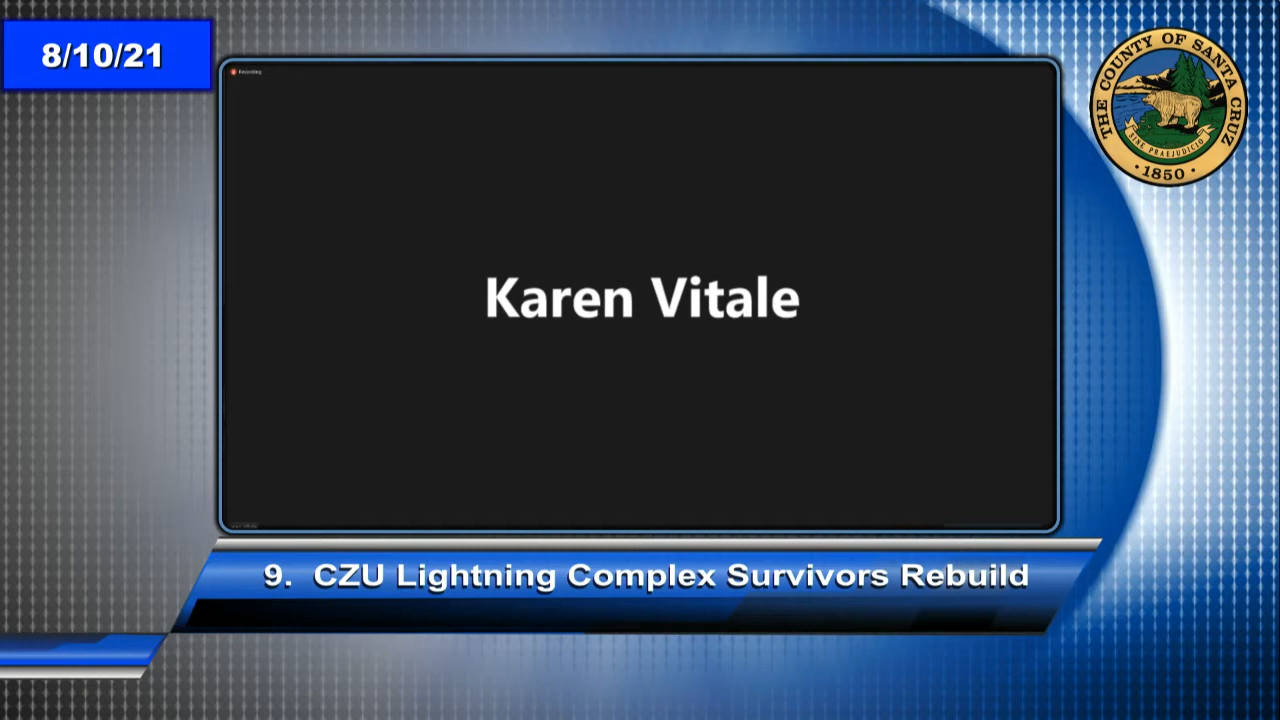 8/10/21
Recording
THE COUNTY OF SANTA CRUZ
SINE PRAEJUDICIO
• 1850 •
Karen Vitale
9. CZU Lightning Complex Survivors Rebuild